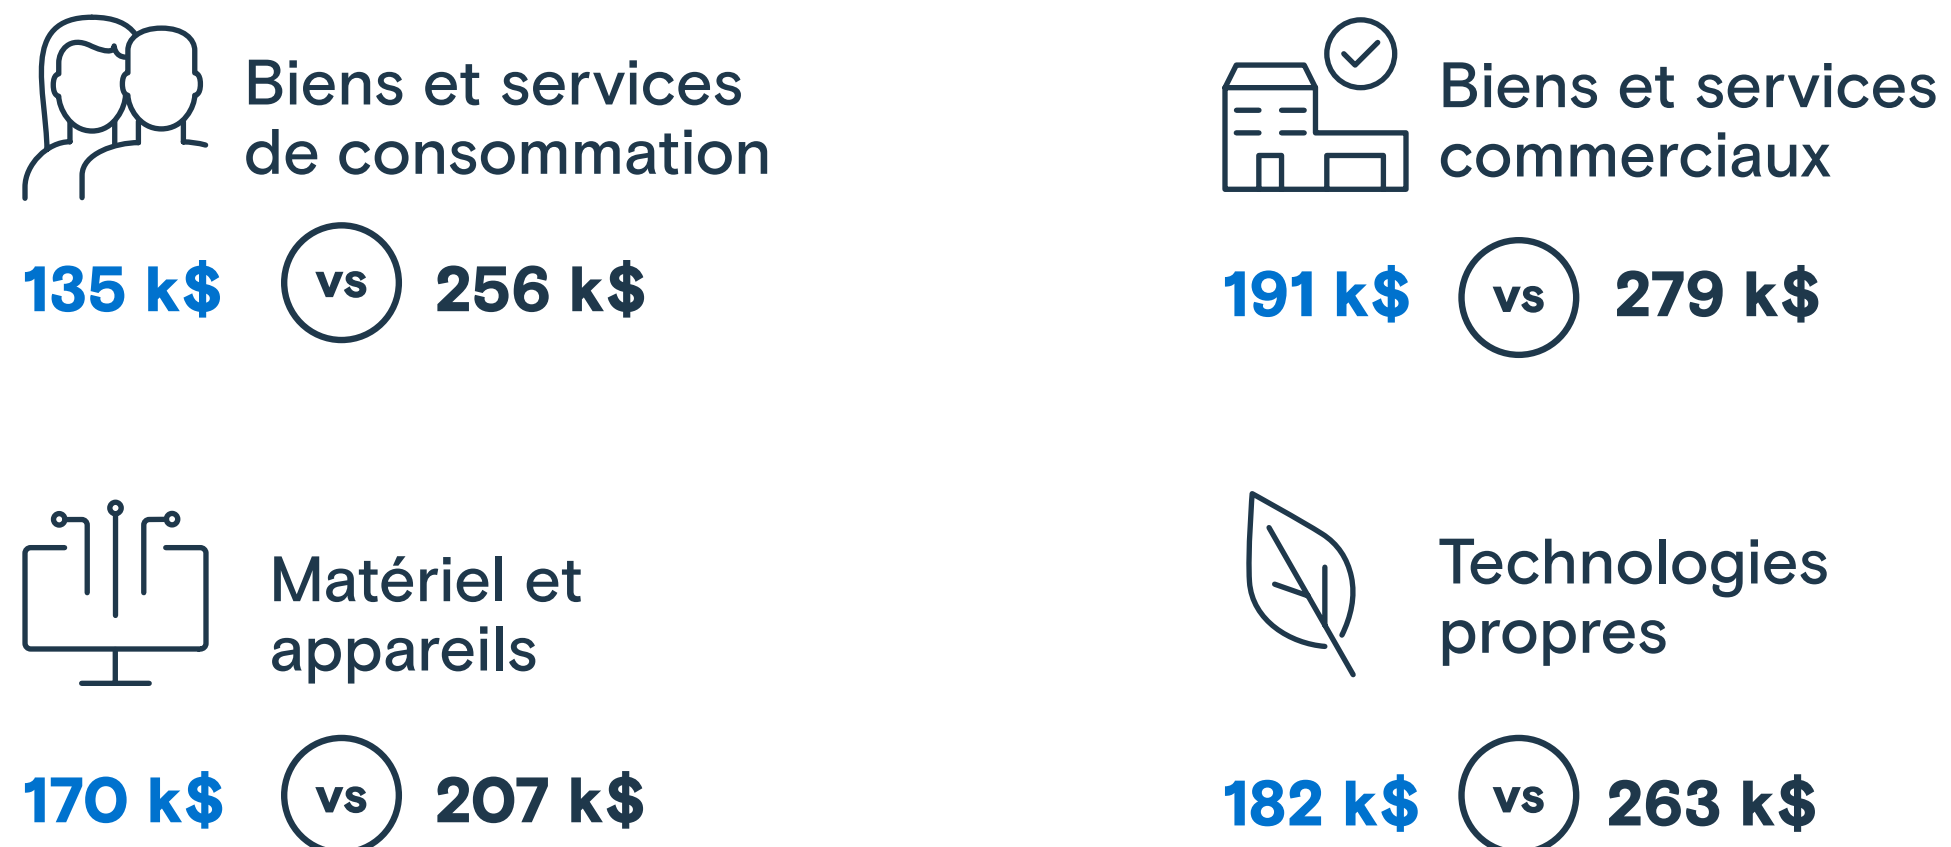 Biens et services
de consommation
135 k$ vs 256 k$
Biens et services
commerciaux
191 k$ vs 279 k$
Matériel et
appareils
170 k$ vs 207 k$
Technologies
propres
182 k$ vs 263 k$